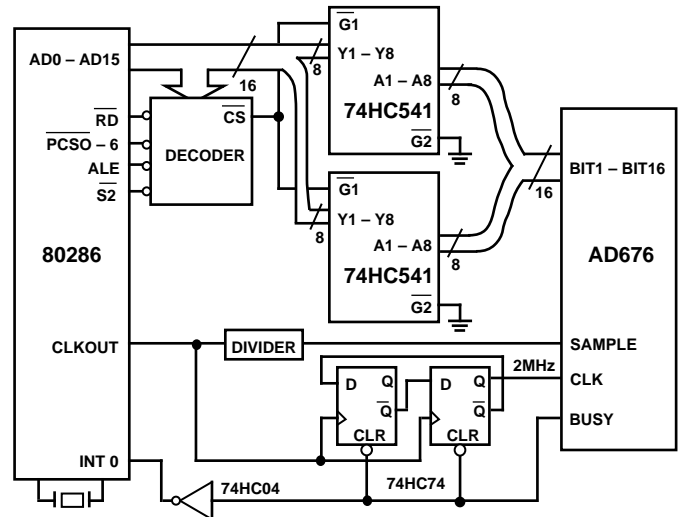 AD0 – AD15
RD
PCSO – 6
ALE
S2
80286
CLKOUT
INT 0
16
CS
DECODER
G1
Y1 – Y8
8
A1 – A8
8
74HC541
G2
G1
Y1 – Y8
8
A1 – A8
8
74HC541
G2
16
BIT1 – BIT16
AD676
SAMPLE
CLK
BUSY
DIVIDER
2MHz
D Q
Q
CLR
D Q
Q
CLR
74HC04
74HC74